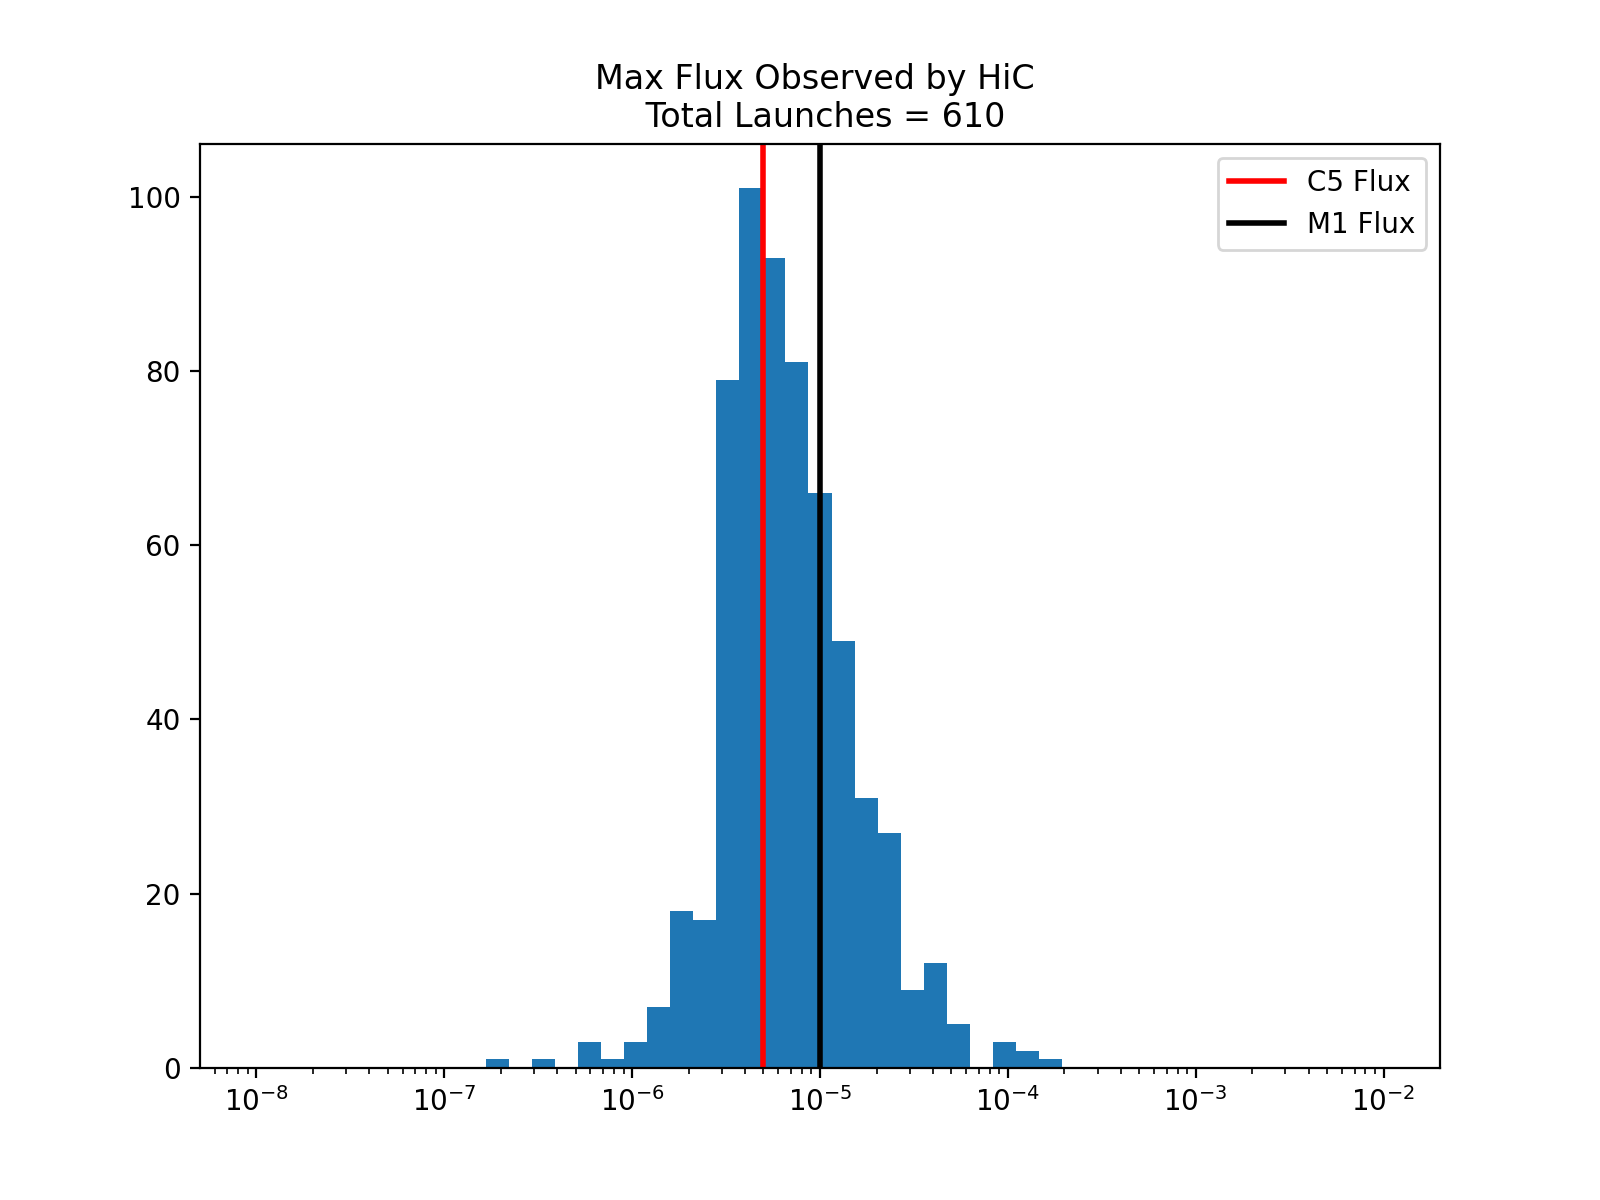 Max Flux Observed by HiC
Total Launches = 610
C5 Flux
M1 Flux
100
80
60
40
20
0
10⁻⁸ 10⁻⁷ 10⁻⁶ 10⁻⁵ 10⁻⁴ 10⁻³ 10⁻²